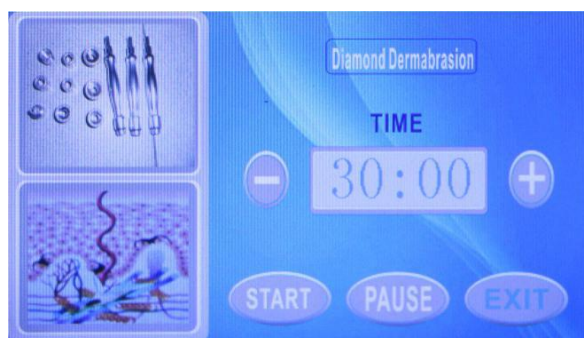 Diamond Dermabrasion
TIME
- 30:00 +
START PAUSE EXIT